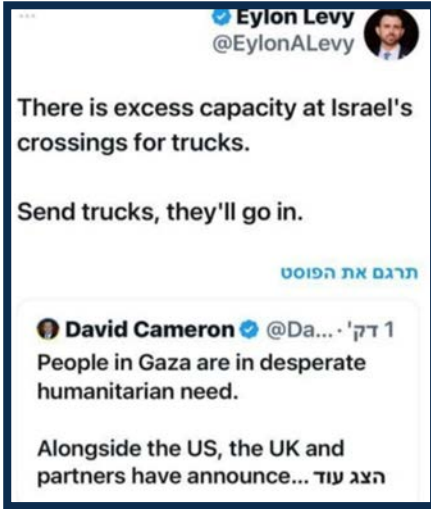 Eylon Levy
@EylonALevy
There is excess capacity at Israel's
crossings for trucks.
Send trucks, they'll go in.
תרגם את הפוסט
David Cameron @Da... · 1 דק'
People in Gaza are in desperate
humanitarian need.
Alongside the US, the UK and
partners have announce... הצג עוד